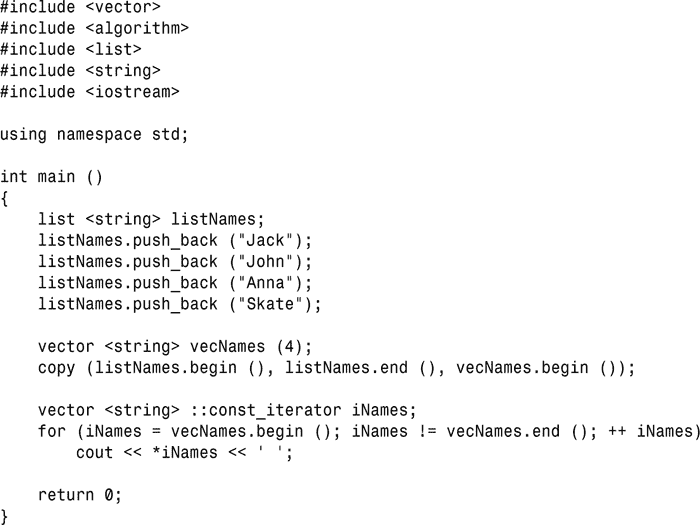 #include <vector>
#include <algorithm>
#include <list>
#include <string>
#include <iostream>

using namespace std;

int main ()
{
    list <string> listNames;
    listNames.push_back ("Jack");
    listNames.push_back ("John");
    listNames.push_back ("Anna");
    listNames.push_back ("Skate");

    vector <string> vecNames (4);
    copy (listNames.begin (), listNames.end (), vecNames.begin ());

    vector <string> ::const_iterator iNames;
    for (iNames = vecNames.begin (); iNames != vecNames.end (); ++ iNames)
        cout << *iNames << ' ';

    return 0;
}